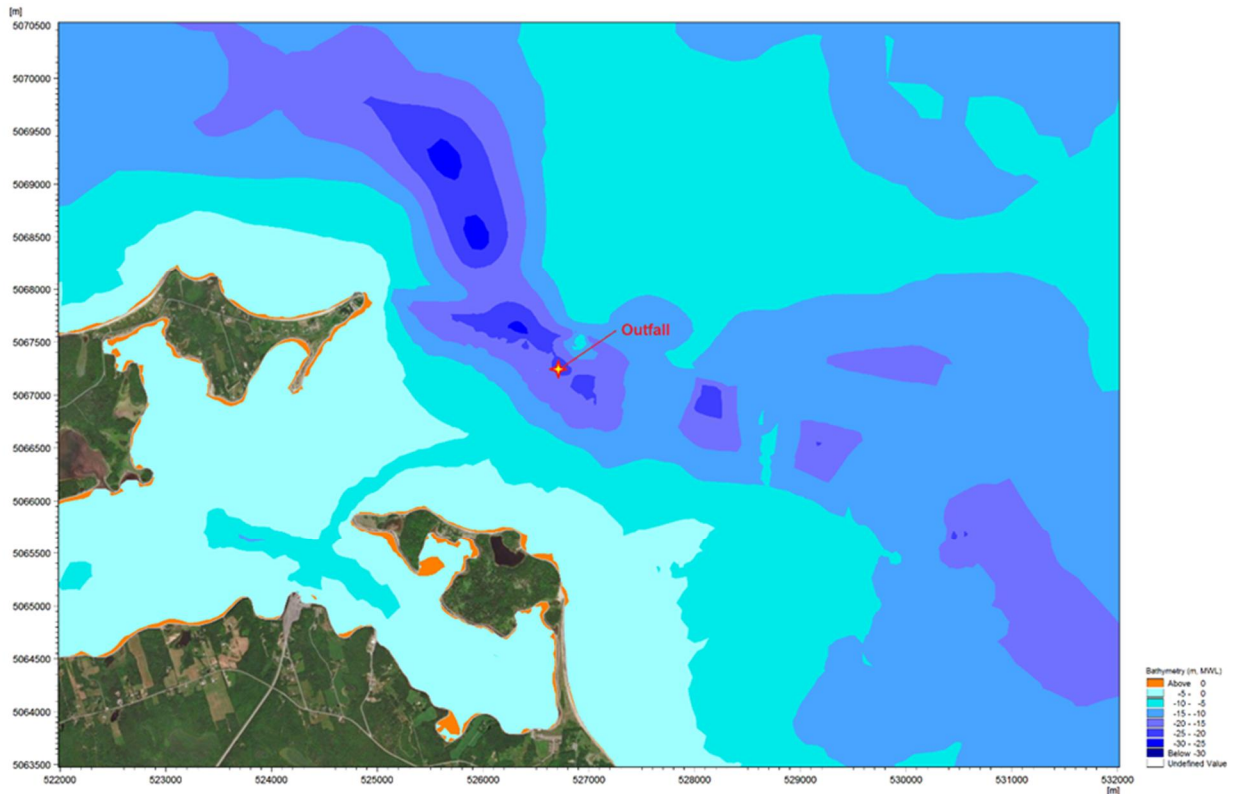 [m]
5070500
5070000
5069500
5069000
5068500
5068000
5067500
5067000
5066500
5066000
5065500
5065000
5064500
5064000
5063500
Outfall
522000 523000 524000 525000 526000 527000 528000 529000 530000 531000 532000
[m]
Bathymetry (m, MWL)
Above 0
-5 - 0
-10 - -5
-15 - -10
-20 - -15
-25 - -20
-30 - -25
Below -30
Undefined Value